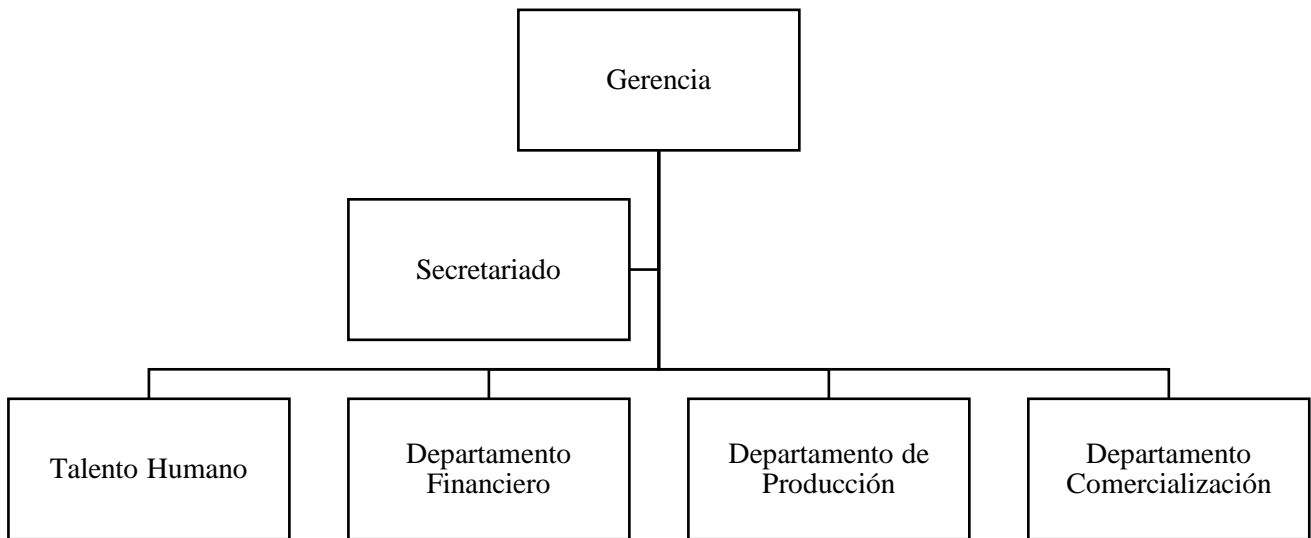 Gerencia
Secretariado
Talento Humano
Departamento
Financiero
Departamento de
Producción
Departamento
Comercialización